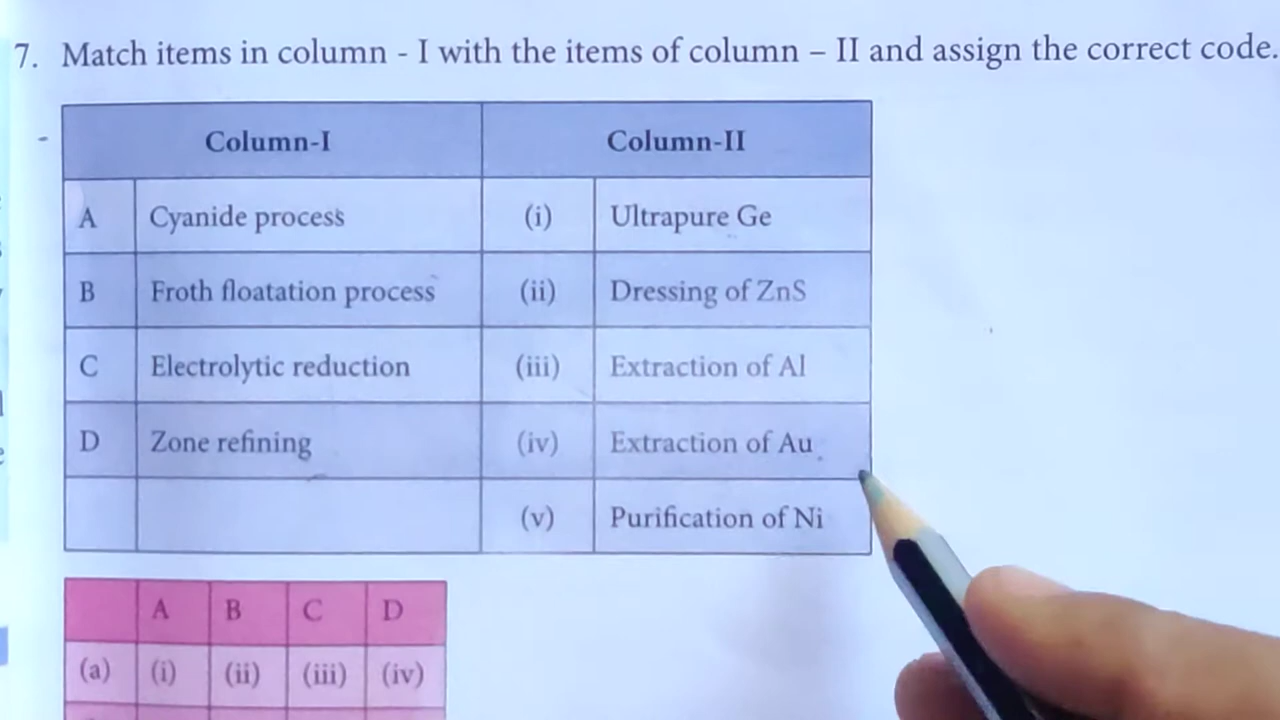 7. Match items in column - I with the items of column – II and assign the correct code.
Column-I Column-II
A Cyanide process (i) Ultrapure Ge
B Froth floatation process (ii) Dressing of ZnS
C Electrolytic reduction (iii) Extraction of Al
D Zone refining (iv) Extraction of Au
(v) Purification of Ni
A B C D
(a) (i) (ii) (iii) (iv)